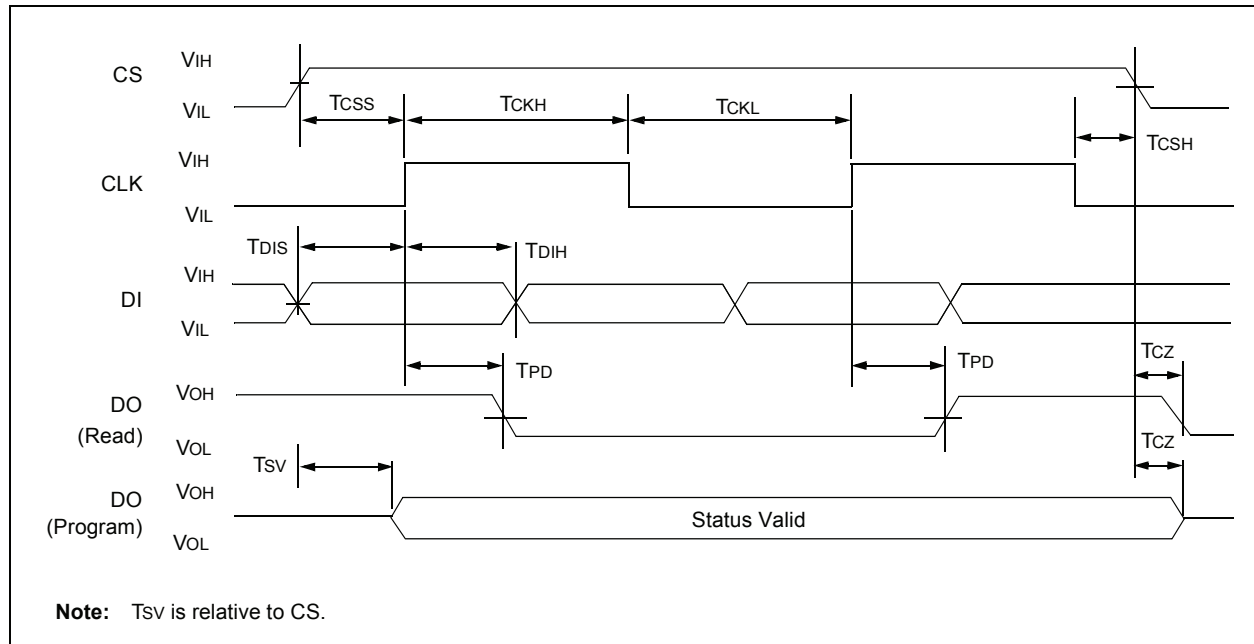 CS
VIH
VIL
TCSS
TCKH
TCKL
TCSH
CLK
VIH
VIL
TDIS
TDIH
DI
VIH
VIL
TPD
TPD
TCZ
DO
(Read)
VOH
VOL
TCZ
TSV
DO
(Program)
VOH
VOL
Status Valid
Note: TSV is relative to CS.